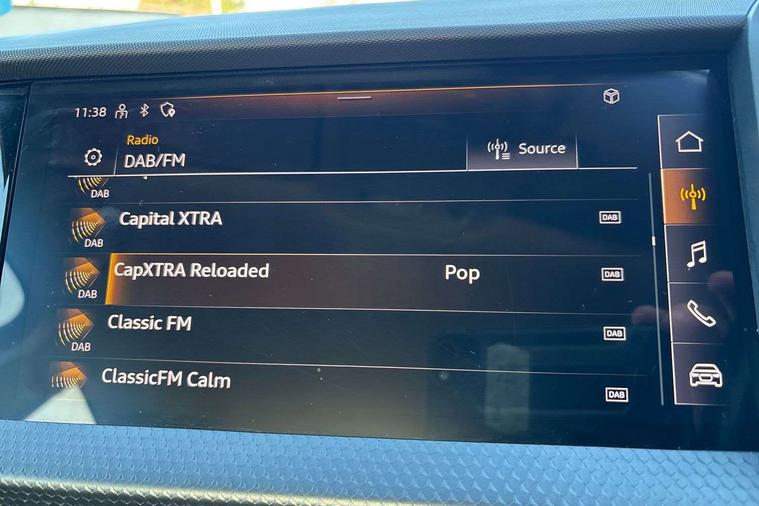 11:38
Radio
DAB/FM
Source
DAB
Capital XTRA
DAB
DAB
CapXTRA Reloaded
Pop
DAB
DAB
Classic FM
DAB
DAB
ClassicFM Calm
DAB